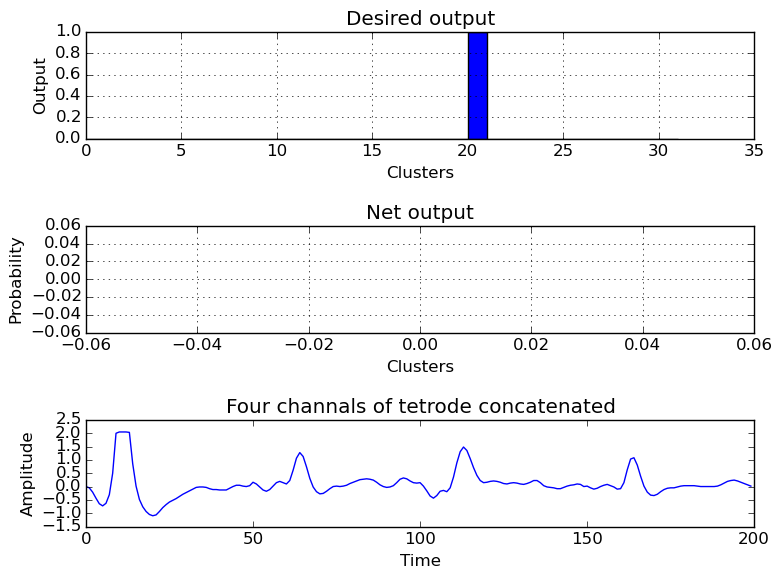 Desired output
1.0
0.8
0.6
0.4
0.2
0.0
Output
0 5 10 15 20 25 30 35
Clusters
Net output
0.06
0.04
0.02
0.00
−0.02
−0.04
−0.06
Probability
−0.06 −0.04 −0.02 0.00 0.02 0.04 0.06
Clusters
Four channels of tetrode concatenated
2.5
2.0
1.5
1.0
0.5
0.0
−0.5
−1.0
−1.5
Amplitude
0 50 100 150 200
Time